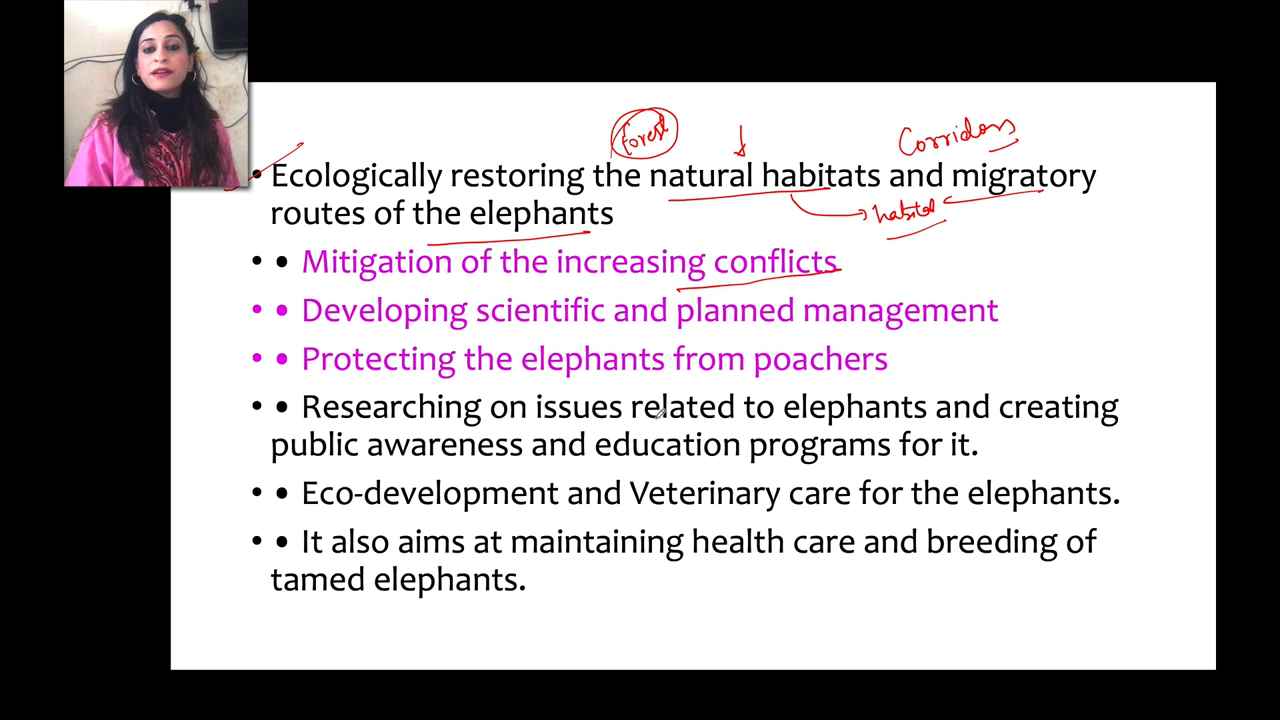 forest
Corridors
• Ecologically restoring the natural habitats and migratory
habitat
routes of the elephants
• • Mitigation of the increasing conflicts
• • Developing scientific and planned management
• • Protecting the elephants from poachers
• • Researching on issues related to elephants and creating
public awareness and education programs for it.
• • Eco-development and Veterinary care for the elephants.
• • It also aims at maintaining health care and breeding of
tamed elephants.